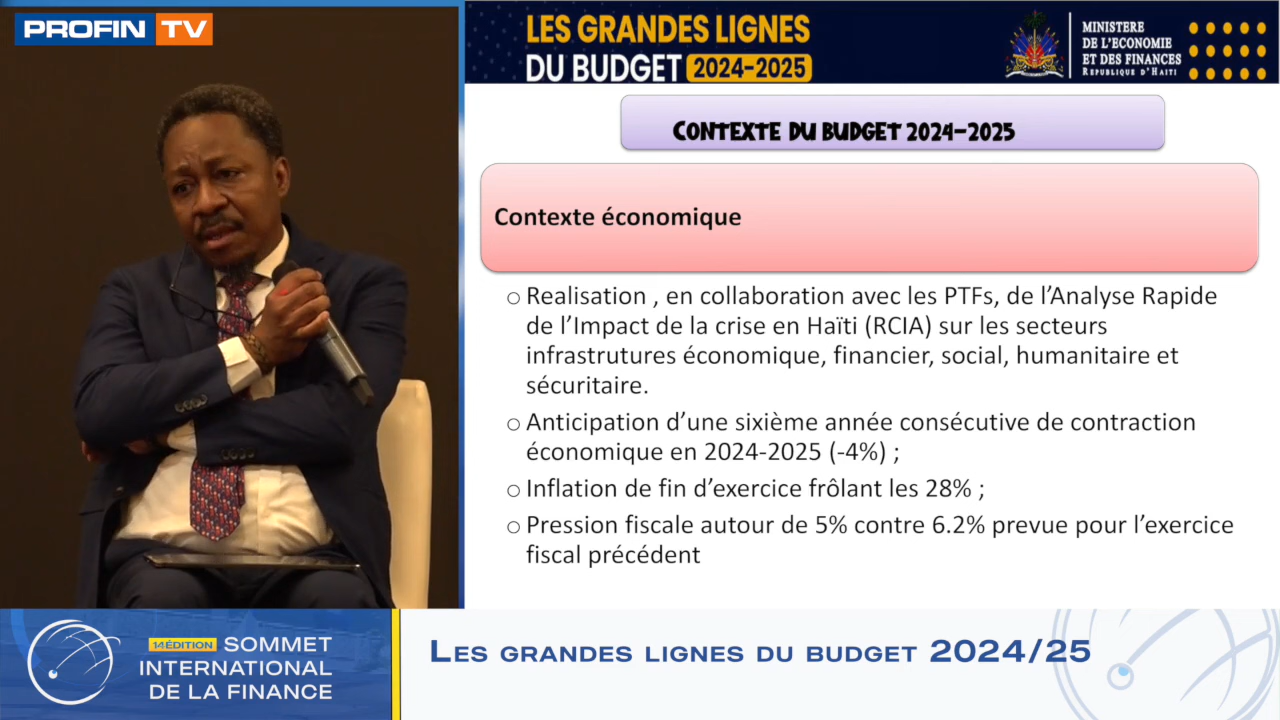 PROFIN TV
LES GRANDES LIGNES
DU BUDGET 2024-2025
MINISTERE
DE L'ECONOMIE
ET DES FINANCES
REPUBLIQUE D'HAITI
CONTEXTE DU BUDGET 2024-2025
Contexte économique
○ Realisation , en collaboration avec les PTFs, de l’Analyse Rapide
de l’Impact de la crise en Haïti (RCIA) sur les secteurs
infrastrutures économique, financier, social, humanitaire et
sécuritaire.
○ Anticipation d’une sixième année consécutive de contraction
économique en 2024-2025 (-4%) ;
○ Inflation de fin d’exercice frôlant les 28% ;
○ Pression fiscale autour de 5% contre 6.2% prevue pour l’exercice
fiscal précédent
14 ÉDITION SOMMET
INTERNATIONAL
DE LA FINANCE
LES GRANDES LIGNES DU BUDGET 2024/25